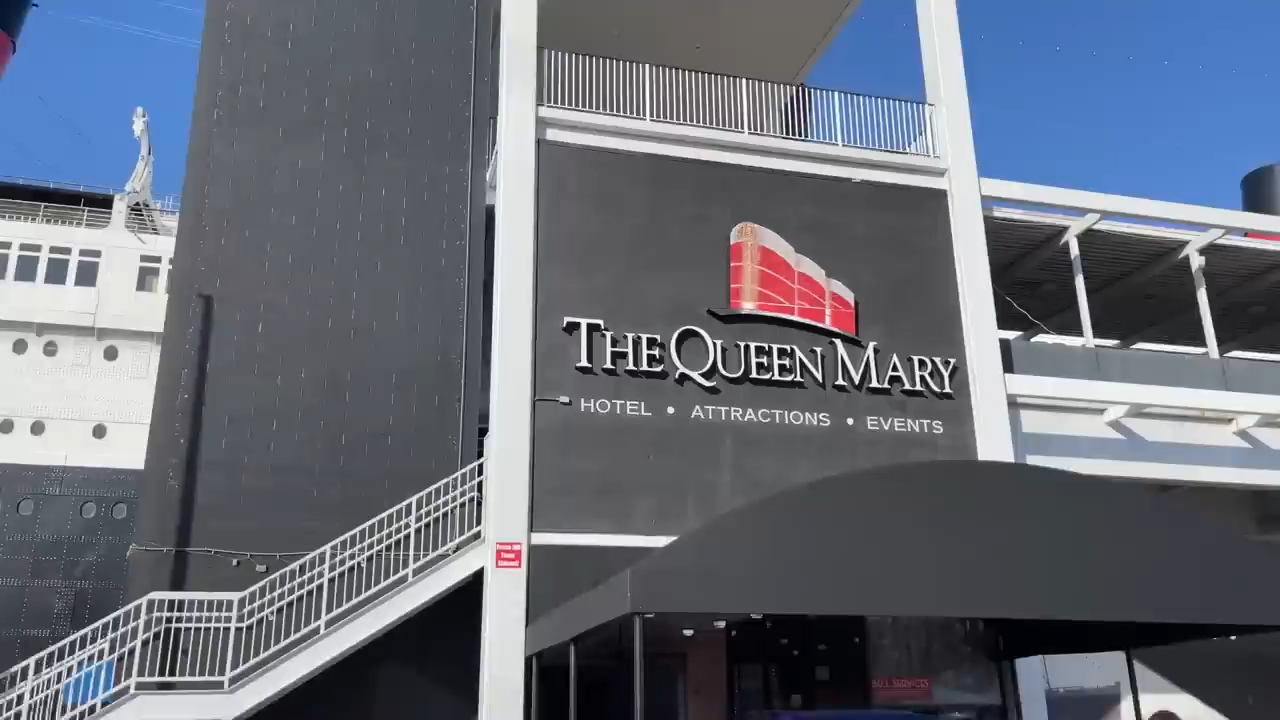 THE QUEEN MARY
HOTEL • ATTRACTIONS • EVENTS